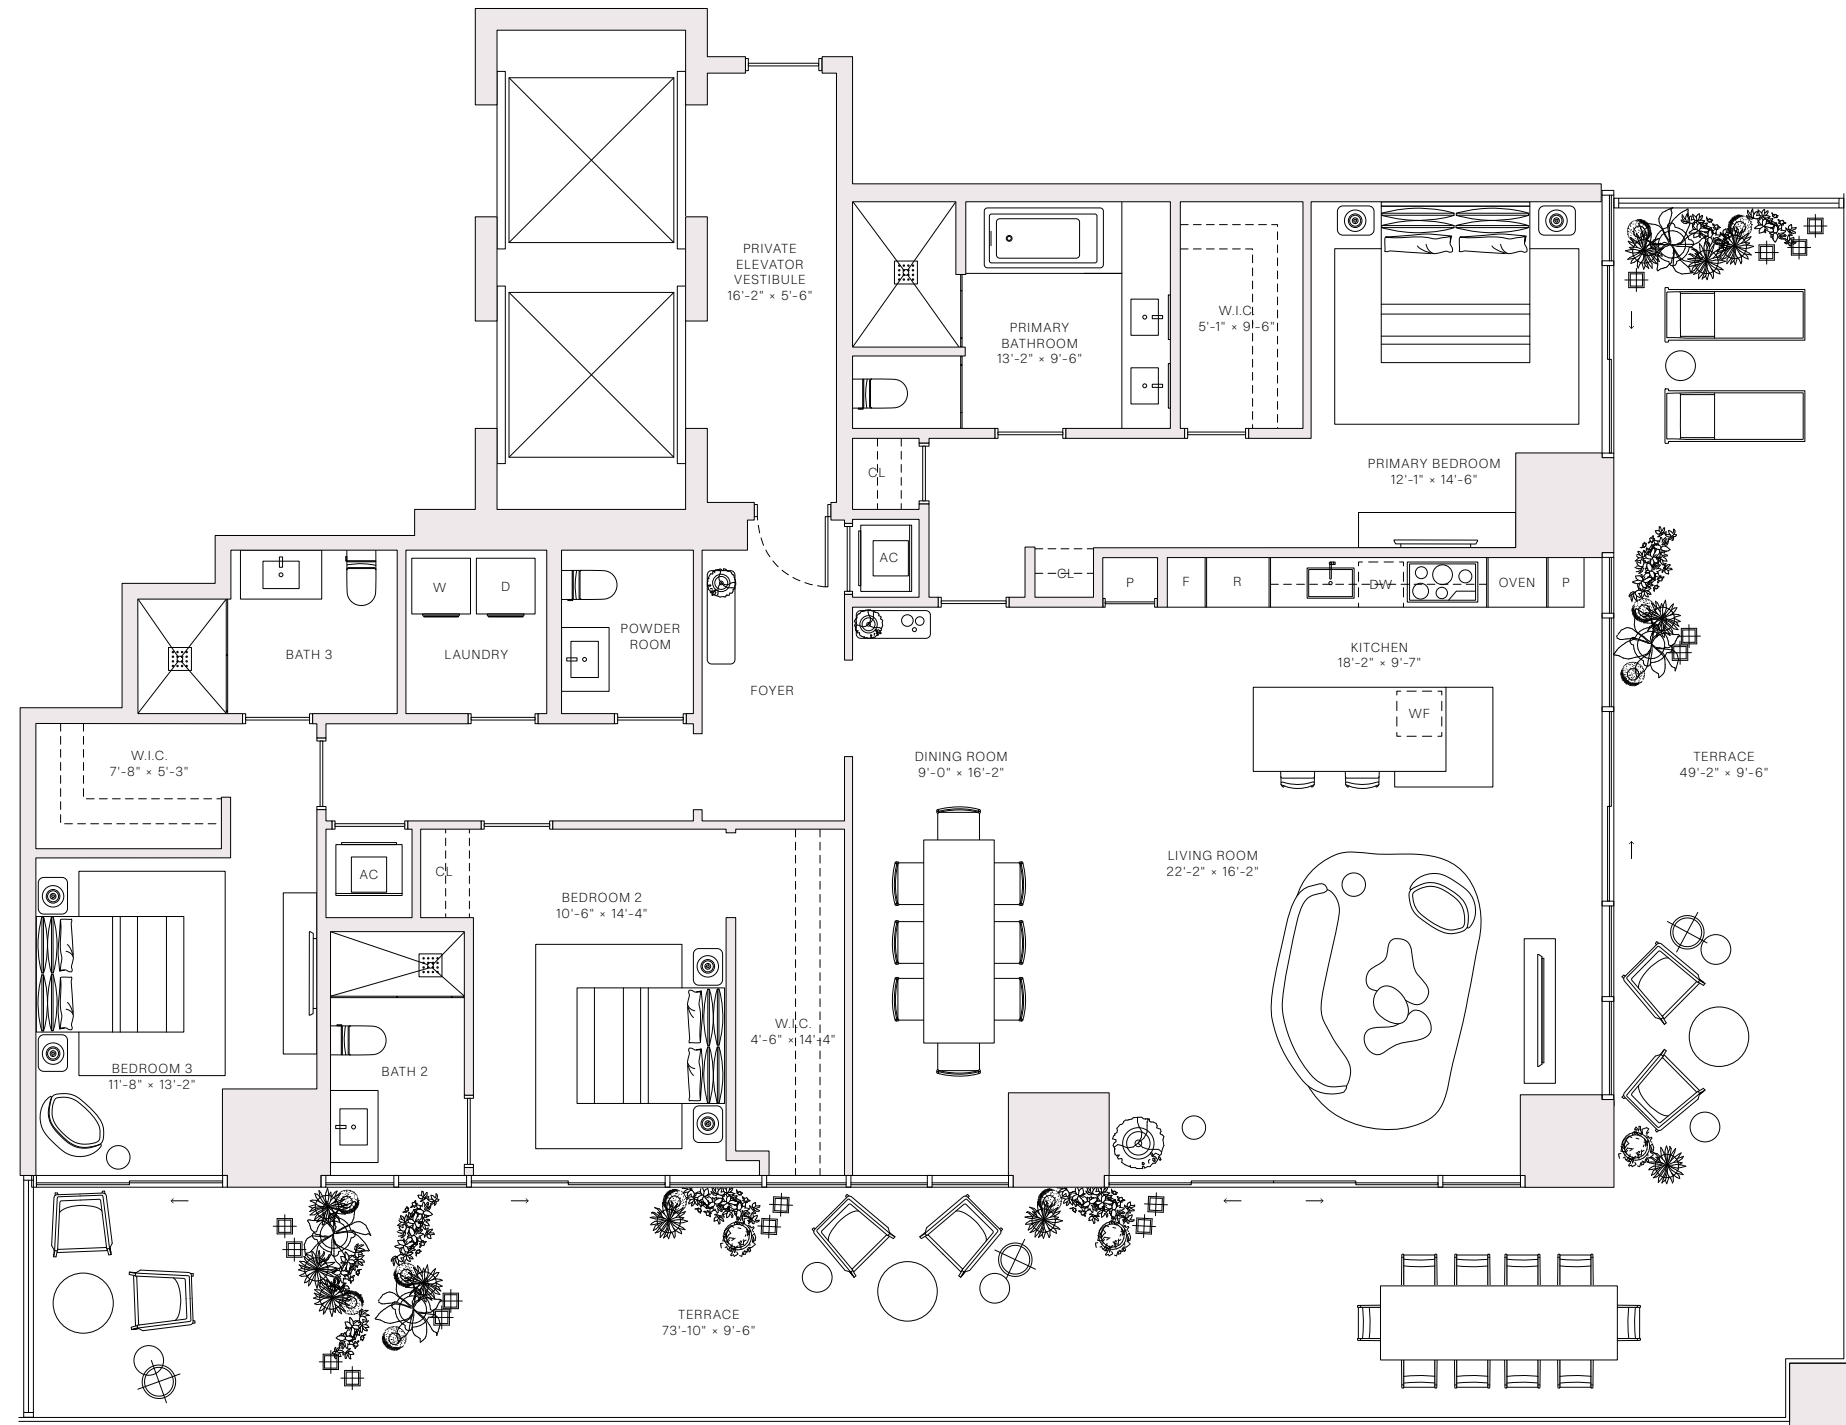 PRIVATE
ELEVATOR
VESTIBULE
16'-2" × 5'-6"
PRIMARY
BATHROOM
13'-2" × 9'-6"
W.I.C.
5'-1" × 9'-6"
PRIMARY BEDROOM
12'-1" × 14'-6"
CL
AC
CL
P
F
R
DW
OVEN
P
W
D
BATH 3
LAUNDRY
POWDER
ROOM
FOYER
KITCHEN
18'-2" × 9'-7"
WF
W.I.C.
7'-8" × 5'-3"
DINING ROOM
9'-0" × 16'-2"
TERRACE
49'-2" × 9'-6"
LIVING ROOM
22'-2" × 16'-2"
AC
CL
BEDROOM 2
10'-6" × 14'-4"
W.I.C.
4'-6" × 14'-4"
BEDROOM 3
11'-8" × 13'-2"
BATH 2
TERRACE
73'-10" × 9'-6"